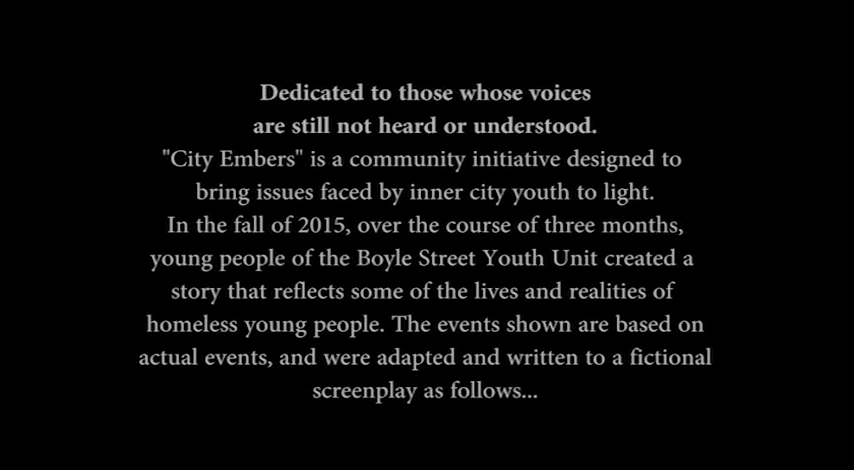 Dedicated to those whose voices
are still not heard or understood.
"City Embers" is a community initiative designed to
bring issues faced by inner city youth to light.
In the fall of 2015, over the course of three months,
young people of the Boyle Street Youth Unit created a
story that reflects some of the lives and realities of
homeless young people. The events shown are based on
actual events, and were adapted and written to a fictional
screenplay as follows...